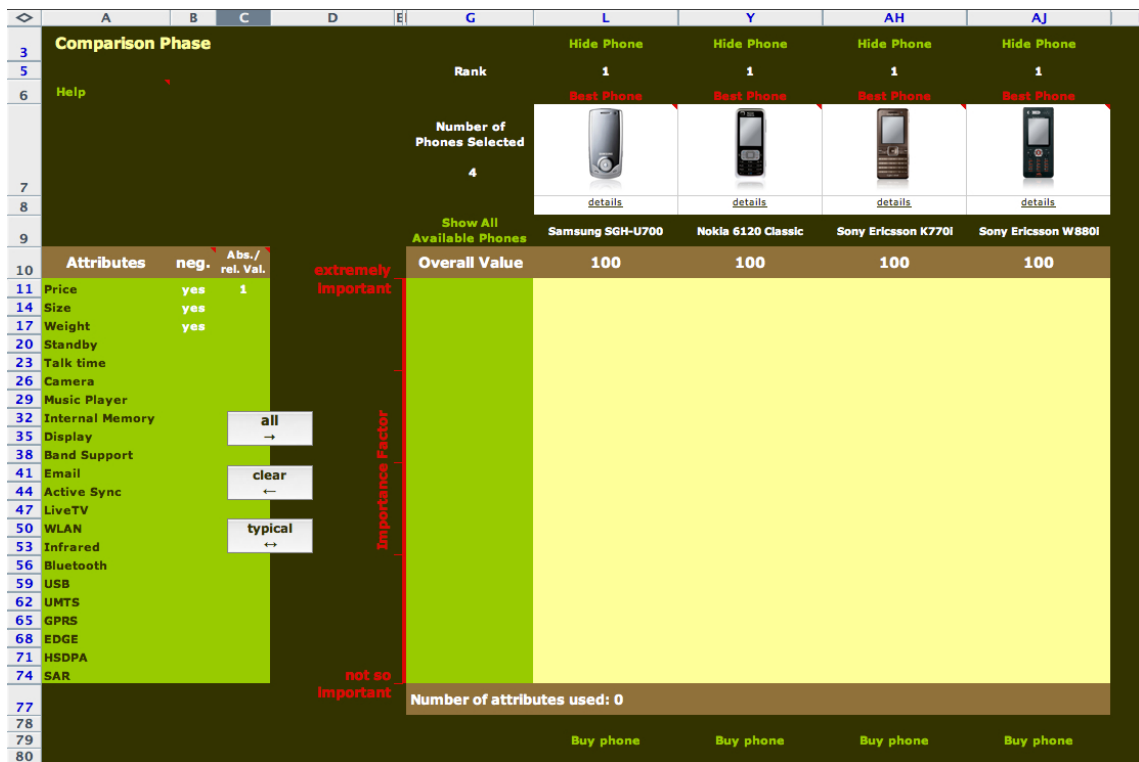 A B C D E G L Y AH AJ
3 Comparison Phase Hide Phone Hide Phone Hide Phone Hide Phone
5 Rank 1 1 1 1
6 Help Best Phone Best Phone Best Phone Best Phone
Number of
Phones Selected
4
7
8 details details details details
Show All
9 Available Phones Samsung SGH-U700 Nokia 6120 Classic Sony Ericsson K770i Sony Ericsson W880i
10 Attributes neg. Abs./
rel. Val. extremely Overall Value 100 100 100 100
11 Price yes 1 Important
14 Size yes
17 Weight yes
20 Standby
23 Talk time
26 Camera
29 Music Player
32 Internal Memory all
→
35 Display
38 Band Support
41 Email clear
←
44 Active Sync
47 LiveTV
50 WLAN typical
↔
53 Infrared
Importance Factor
56 Bluetooth
59 USB
62 UMTS
65 GPRS
68 EDGE
71 HSDPA
74 SAR not so
Important
77 Number of attributes used: 0
78
79 Buy phone Buy phone Buy phone Buy phone
80